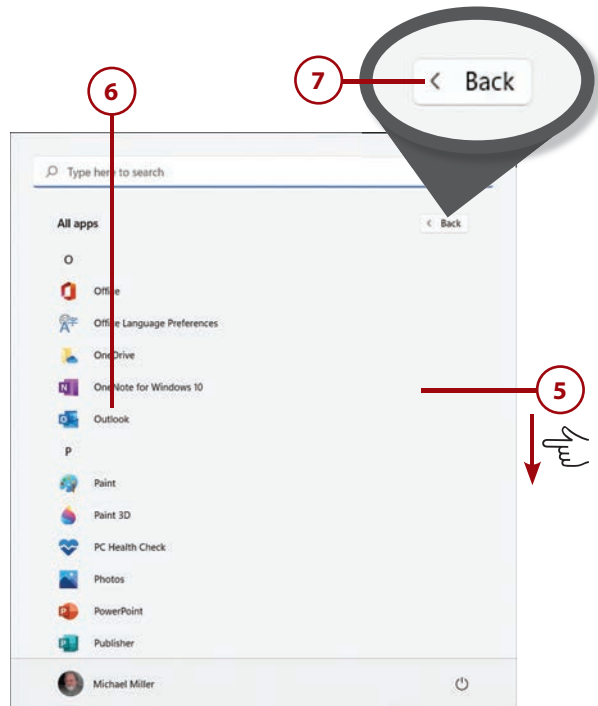 7
Back
6
Type here to search
All apps
Back
O
Office
Office Language Preferences
OneDrive
OneNote for Windows 10
5
Outlook
P
Paint
Paint 3D
PC Health Check
Photos
PowerPoint
Publisher
Michael Miller